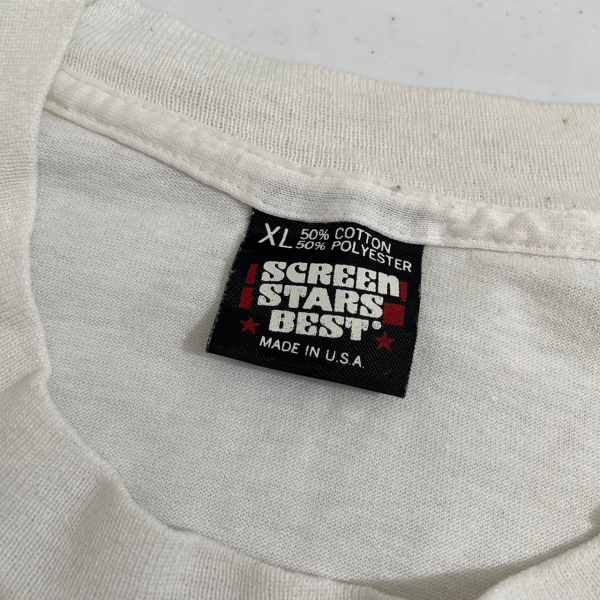 XL 50% COTTON
50% POLYESTER
SCREEN
STARS
BEST®
MADE IN U.S.A.